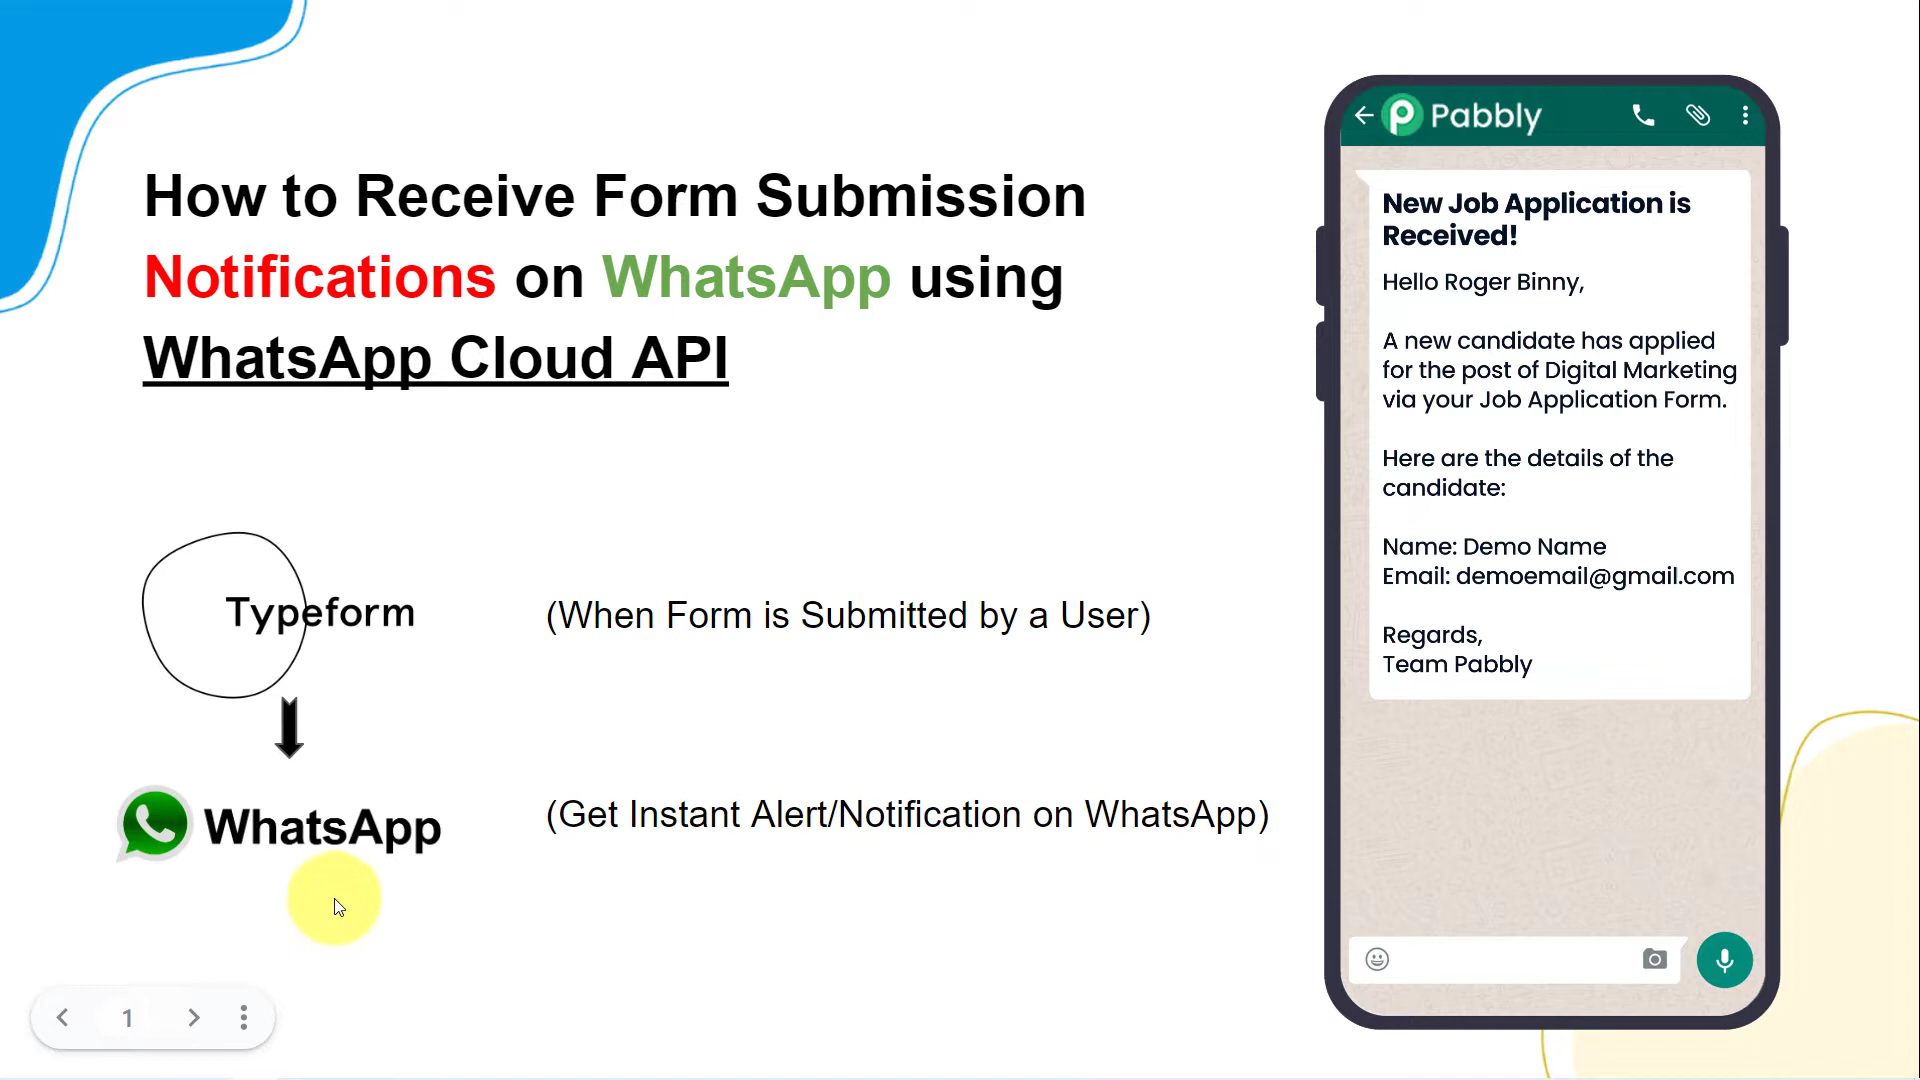 How to Receive Form Submission
Notifications on WhatsApp using
WhatsApp Cloud API
Typeform
(When Form is Submitted by a User)
WhatsApp
(Get Instant Alert/Notification on WhatsApp)
1
Pabbly
New Job Application is
Received!
Hello Roger Binny,
A new candidate has applied
for the post of Digital Marketing
via your Job Application Form.
Here are the details of the
candidate:
Name: Demo Name
Email: demoemail@gmail.com
Regards,
Team Pabbly